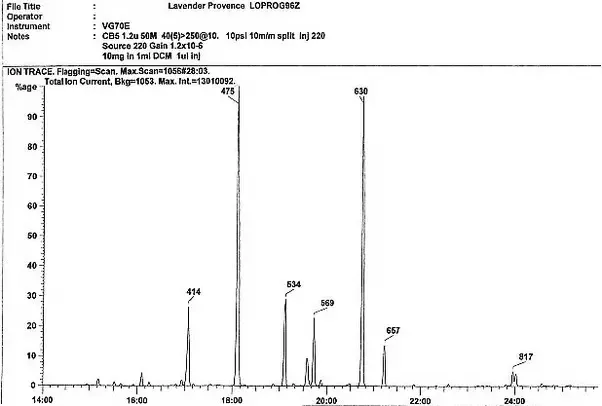 File Title : Lavender Provence LOPROG96Z
Operator :
Instrument : VG70E
Notes : CB5 1.2u 50M 40(5)>250@10. 10psi 10m/m split Inj 220
Source 220 Gain 1.2x10-5
10mg in 1ml DCM 1ul inj
ION TRACE. Flagging=Scan. Max.Scan=1056#28:03.
Total Ion Current, Bkg=1053. Max. Int.=13010092.
%age
475
630
90
80
70
60
50
40
30
20
10
0
414
534
569
657
817
14:00 16:00 18:00 20:00 22:00 24:00